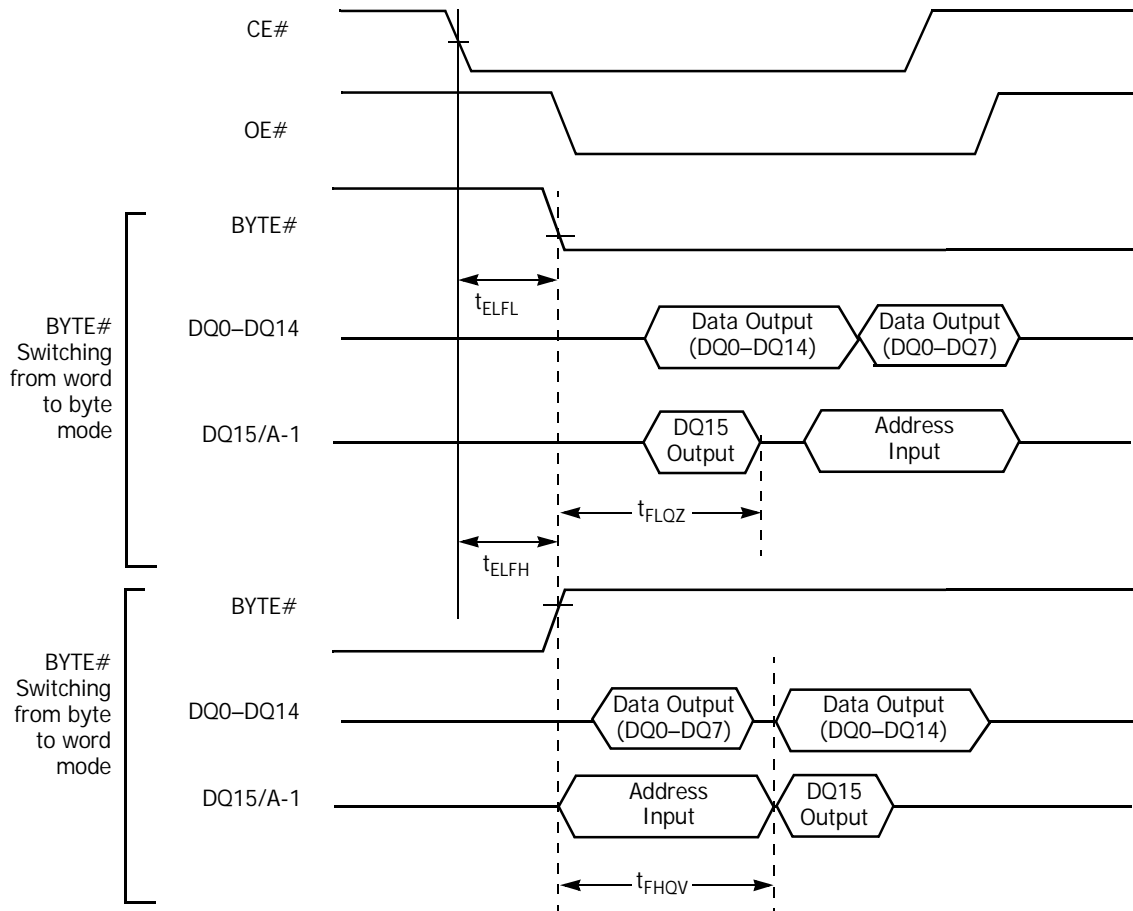 CE#
OE#
BYTE#
tELFL
BYTE#
Switching
from word
to byte
mode
DQ0–DQ14
Data Output
(DQ0–DQ14)
Data Output
(DQ0–DQ7)
DQ15/A-1
DQ15
Output
Address
Input
tFLQZ
tELFH
BYTE#
BYTE#
Switching
from byte
to word
mode
DQ0–DQ14
Data Output
(DQ0–DQ7)
Data Output
(DQ0–DQ14)
DQ15/A-1
Address
Input
DQ15
Output
tFHQV